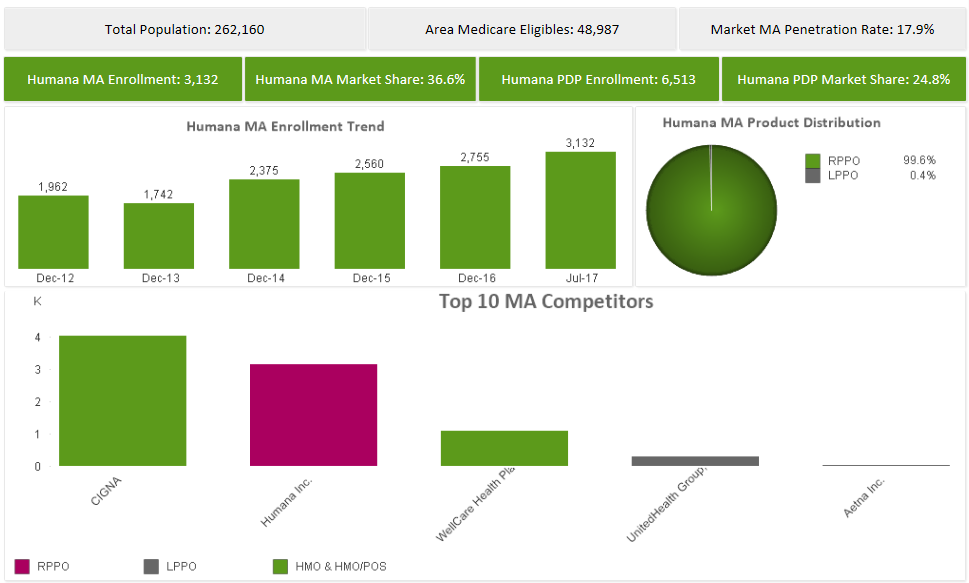 Total Population: 262,160
Area Medicare Eligibles: 48,987
Market MA Penetration Rate: 17.9%
Humana MA Enrollment: 3,132
Humana MA Market Share: 36.6%
Humana PDP Enrollment: 6,513
Humana PDP Market Share: 24.8%
Humana MA Enrollment Trend
1,962
1,742
2,375
2,560
2,755
3,132
Dec-12
Dec-13
Dec-14
Dec-15
Dec-16
Jul-17
Humana MA Product Distribution
RPPO 99.6%
LPPO 0.4%
Top 10 MA Competitors
K
4
3
2
1
0
CIGNA
Humana Inc.
WellCare Health Pla
UnitedHealth Group,
Aetna Inc.
RPPO
LPPO
HMO & HMO/POS